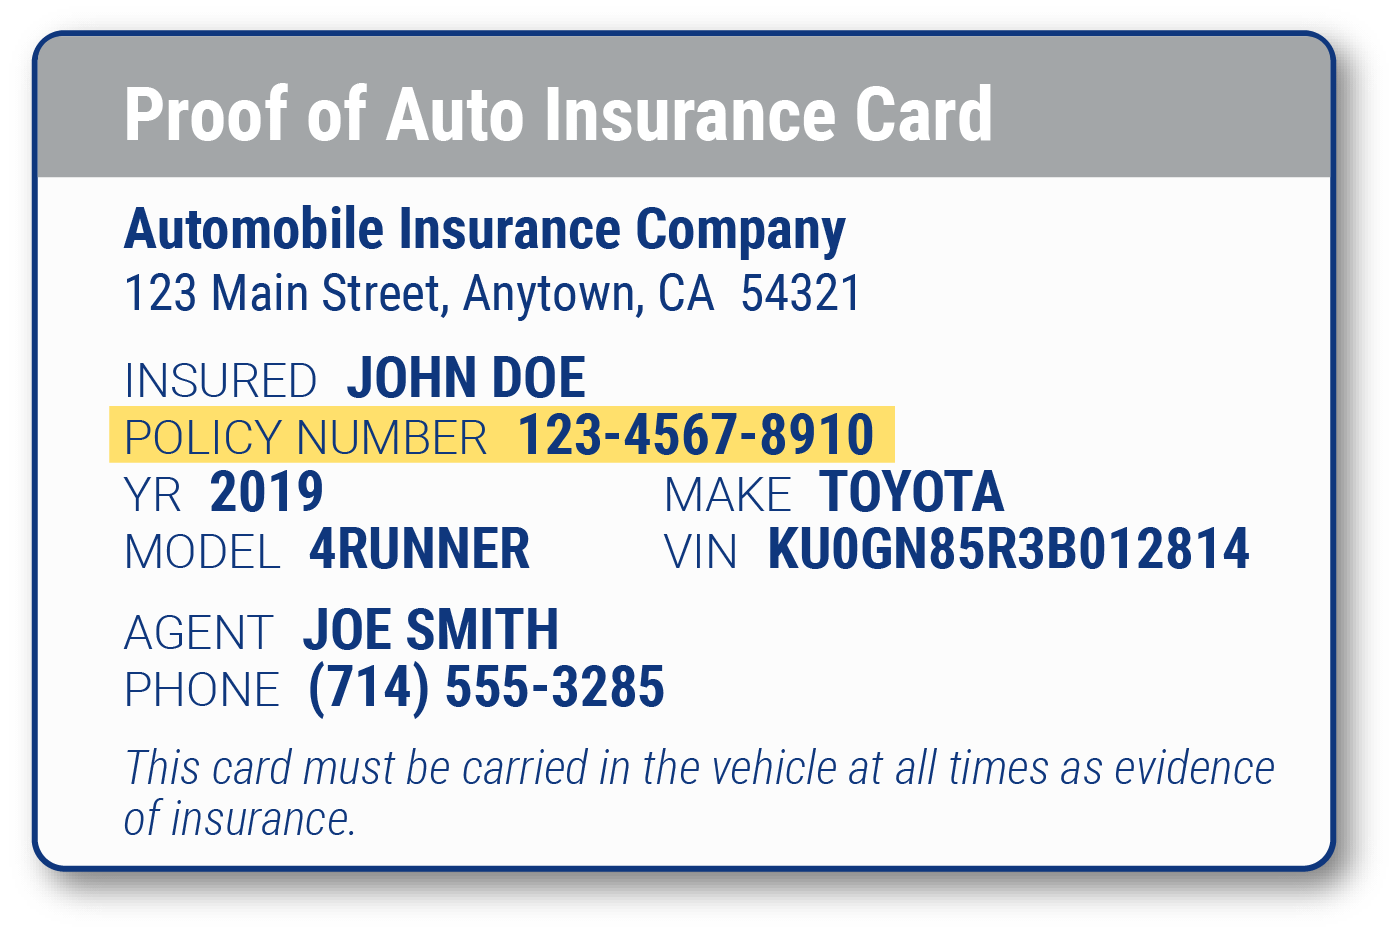 Proof of Auto Insurance Card
Automobile Insurance Company
123 Main Street, Anytown, CA 54321
INSURED JOHN DOE
POLICY NUMBER 123-4567-8910
YR 2019 MAKE TOYOTA
MODEL 4RUNNER VIN KU0GN85R3B012814
AGENT JOE SMITH
PHONE (714) 555-3285
This card must be carried in the vehicle at all times as evidence
of insurance.